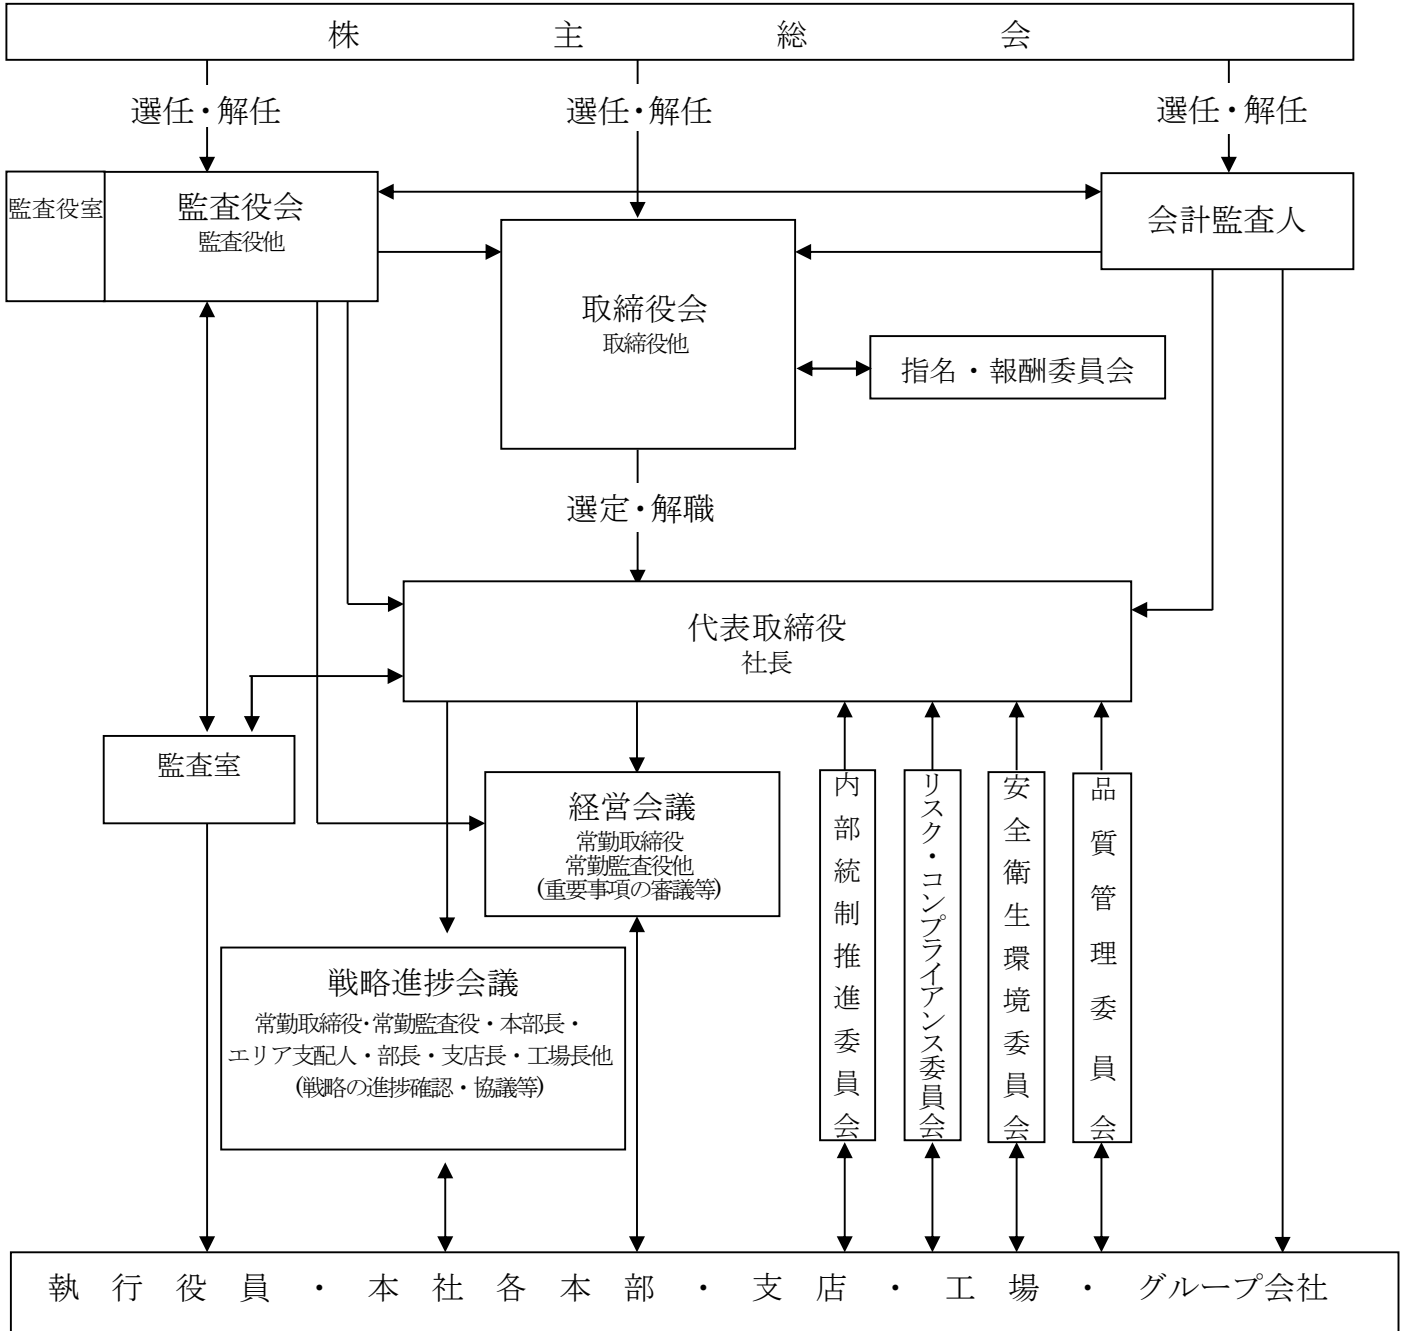 株主総会
選任・解任
選任・解任
選任・解任
監査役室
監査役会
監査役他
会計監査人
取締役会
取締役他
指名・報酬委員会
選定・解職
代表取締役
社長
監査室
経営会議
常勤取締役
常勤監査役他
(重要事項の審議等)
戦略進捗会議
常勤取締役・常勤監査役・本部長・
エリア支配人・部長・支店長・工場長他
(戦略の進捗確認・協議等)
内部統制推進委員会
リスク・コンプライアンス委員会
安全衛生環境委員会
品質管理委員会
執行役員・本社各本部・支店・工場・グループ会社